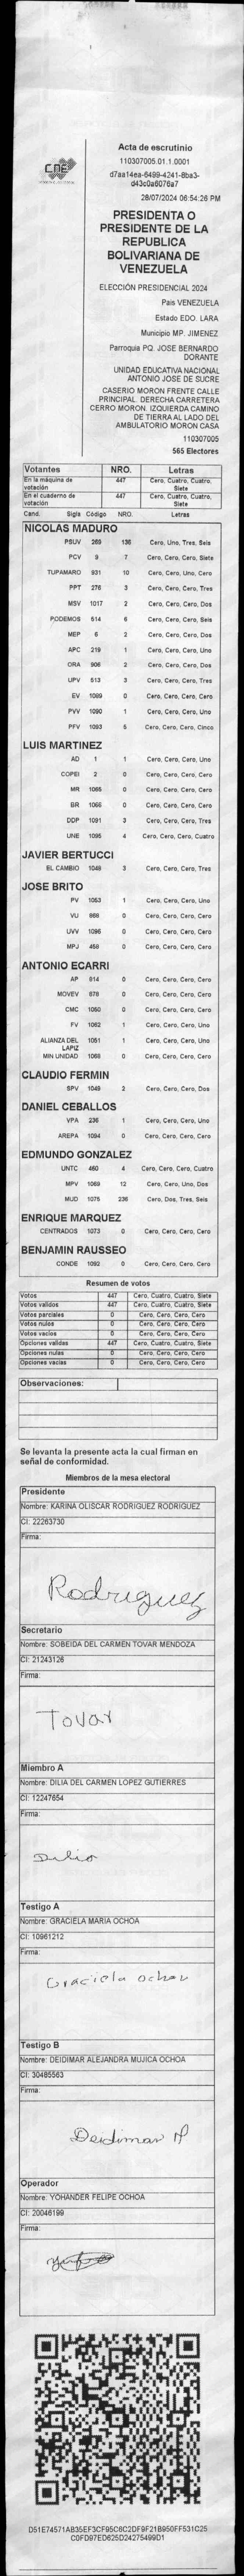 CNE
Acta de escrutinio
110307005.01.1.0001
d7aa14ea-6499-4241-8ba3-
d43c0a6076a7
28/07/2024 06:54:26 PM
PRESIDENTA O
PRESIDENTE DE LA
REPUBLICA
BOLIVARIANA DE
VENEZUELA
ELECCIÓN PRESIDENCIAL 2024
Pais VENEZUELA
Estado EDO. LARA
Municipio MP. JIMENEZ
Parroquia PQ. JOSE BERNARDO
DORANTE
UNIDAD EDUCATIVA NACIONAL
ANTONIO JOSE DE SUCRE
CASERIO MORON FRENTE CALLE
PRINCIPAL. DERECHA CARRETERA
CERRO MORON. IZQUIERDA CAMINO
DE TIERRA AL LADO DEL
AMBULATORIO MORON CASA
110307005
565 Electores
Votantes NRO. Letras
En la máquina de votación 447 Cero, Cuatro, Cuatro, Siete
En el cuaderno de votación 447 Cero, Cuatro, Cuatro, Siete
Cand. Sigla Código NRO. Letras
NICOLAS MADURO
PSUV 268 136 Cero, Uno, Tres, Seis
PCV 9 7 Cero, Cero, Cero, Siete
TUPAMARO 931 10 Cero, Cero, Uno, Cero
PPT 276 3 Cero, Cero, Cero, Tres
MSV 1017 2 Cero, Cero, Cero, Dos
PODEMOS 514 6 Cero, Cero, Cero, Seis
MEP 6 2 Cero, Cero, Cero, Dos
APC 219 1 Cero, Cero, Cero, Uno
ORA 906 2 Cero, Cero, Cero, Dos
UPV 513 3 Cero, Cero, Cero, Tres
EV 1089 0 Cero, Cero, Cero, Cero
PVV 1090 1 Cero, Cero, Cero, Uno
PFV 1093 5 Cero, Cero, Cero, Cinco
LUIS MARTINEZ
AD 1 1 Cero, Cero, Cero, Uno
COPEI 2 0 Cero, Cero, Cero, Cero
MR 1065 0 Cero, Cero, Cero, Cero
BR 1066 0 Cero, Cero, Cero, Cero
DDP 1091 3 Cero, Cero, Cero, Tres
UNE 1095 4 Cero, Cero, Cero, Cuatro
JAVIER BERTUCCI
EL CAMBIO 1048 3 Cero, Cero, Cero, Tres
JOSE BRITO
PV 1053 1 Cero, Cero, Cero, Uno
VU 868 0 Cero, Cero, Cero, Cero
UVV 1096 0 Cero, Cero, Cero, Cero
MPJ 458 0 Cero, Cero, Cero, Cero
ANTONIO ECARRI
AP 814 0 Cero, Cero, Cero, Cero
MOVEV 878 0 Cero, Cero, Cero, Cero
CMC 1050 0 Cero, Cero, Cero, Cero
FV 1062 1 Cero, Cero, Cero, Uno
ALIANZA DEL LAPIZ 1051 1 Cero, Cero, Cero, Uno
MIN UNIDAD 1068 0 Cero, Cero, Cero, Cero
CLAUDIO FERMIN
SPV 1049 2 Cero, Cero, Cero, Dos
DANIEL CEBALLOS
VPA 236 1 Cero, Cero, Cero, Uno
AREPA 1094 0 Cero, Cero, Cero, Cero
EDMUNDO GONZALEZ
UNTC 460 4 Cero, Cero, Cero, Cuatro
MPV 1069 12 Cero, Cero, Uno, Dos
MUD 1075 236 Cero, Dos, Tres, Seis
ENRIQUE MARQUEZ
CENTRADOS 1073 0 Cero, Cero, Cero, Cero
BENJAMIN RAUSSEO
CONDE 1092 0 Cero, Cero, Cero, Cero
Resumen de votos
Votos 447 Cero, Cuatro, Cuatro, Siete
Votos válidos 447 Cero, Cuatro, Cuatro, Siete
Votos parciales 0 Cero, Cero, Cero, Cero
Votos nulos 0 Cero, Cero, Cero, Cero
Votos vacíos 0 Cero, Cero, Cero, Cero
Opciones validas 447 Cero, Cuatro, Cuatro, Siete
Opciones nulas 0 Cero, Cero, Cero, Cero
Opciones vacias 0 Cero, Cero, Cero, Cero
Observaciones:
Se levanta la presente acta la cual firman en
señal de conformidad.
Miembros de la mesa electoral
Presidente
Nombre: KARINA OLISCAR RODRIGUEZ RODRIGUEZ
CI: 22263730
Firma:
Rodriguez
Secretario
Nombre: SOBEIDA DEL CARMEN TOVAR MENDOZA
CI: 21243126
Firma:
Tovar
Miembro A
Nombre: DILIA DEL CARMEN LOPEZ GUTIERRES
CI: 12247654
Firma:
Dilia
Testigo A
Nombre: GRACIELA MARIA OCHOA
CI: 10961212
Firma:
Graciela ochoa
Testigo B
Nombre: DEIDIMAR ALEJANDRA MUJICA OCHOA
CI: 30485563
Firma:
Deidimar M
Operador
Nombre: YOHANDER FELIPE OCHOA
CI: 20046199
Firma:
D51E74571AB35EF3CF95C6C2DF9F21B950FF531C25
C0FD97ED625D24275499D1